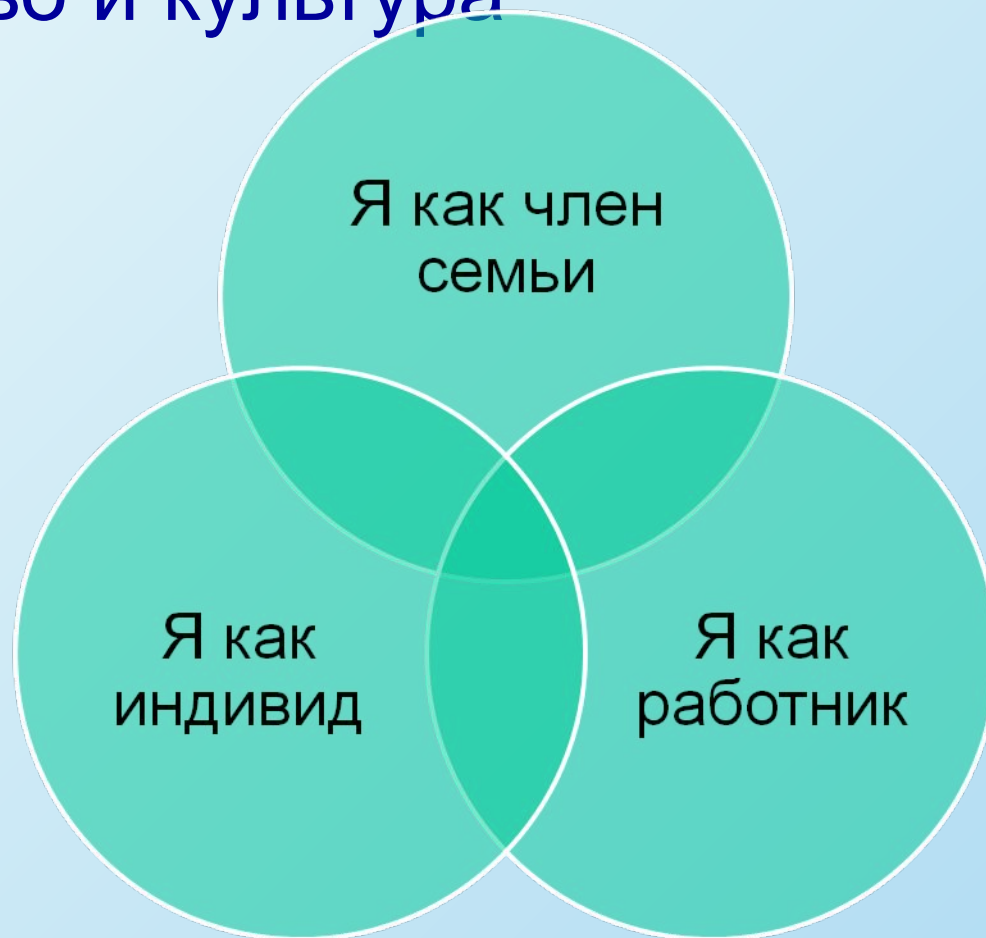 и культура
Я как член
семьи
Я как
индивид
Я как
работник